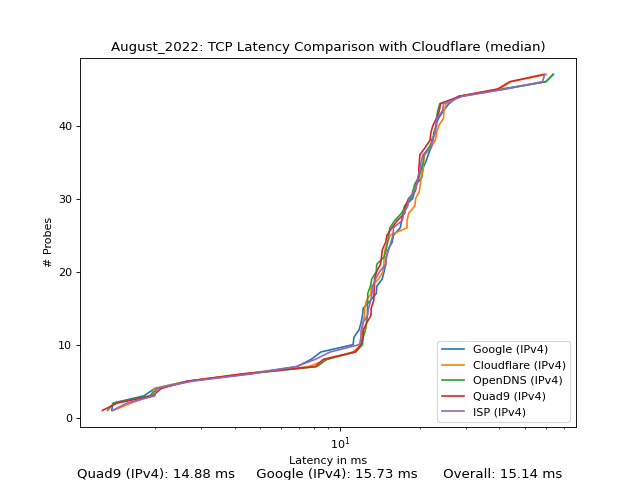 August_2022: TCP Latency Comparison with Cloudflare (median)
# Probes
40
30
20
10
0
10¹
Latency in ms
Google (IPv4)
Cloudflare (IPv4)
OpenDNS (IPv4)
Quad9 (IPv4)
ISP (IPv4)
Quad9 (IPv4): 14.88 ms Google (IPv4): 15.73 ms Overall: 15.14 ms